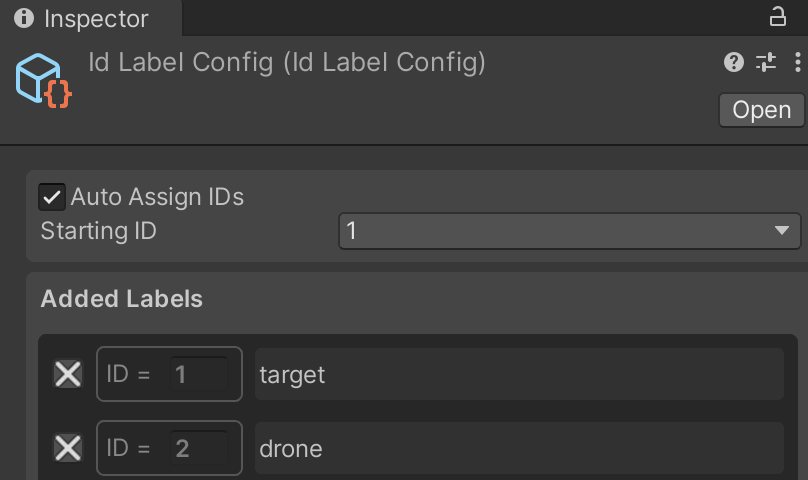 Inspector
Id Label Config (Id Label Config)
Open
Auto Assign IDs
Starting ID 1
Added Labels
ID = 1 target
ID = 2 drone